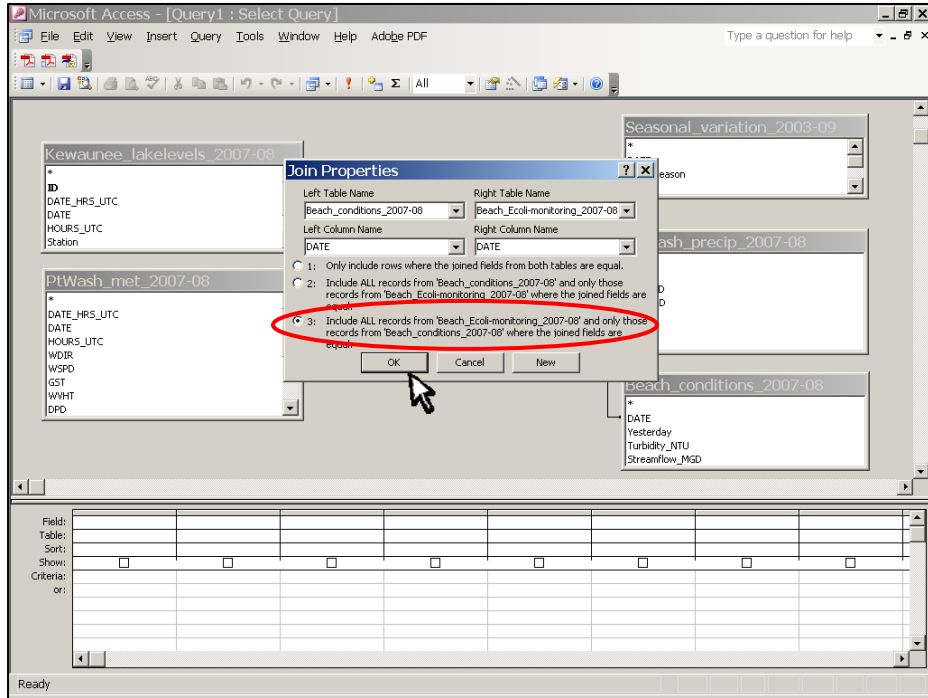 Microsoft Access - [Query1 : Select Query]
File Edit View Insert Query Tools Window Help Adobe PDF Type a question for help
All
Kewaunee_lakelevels_2007-08
*
ID
DATE_HRS_UTC
DATE
HOURS_UTC
Station
PtWash_met_2007-08
*
DATE_HRS_UTC
DATE
HOURS_UTC
WDIR
WSPD
GST
WVHT
DPD
Join Properties
Left Table Name Right Table Name
Beach_conditions_2007-08 Beach_Ecoli-monitoring_2007-08
Left Column Name Right Column Name
DATE DATE
1: Only include rows where the joined fields from both tables are equal.
2: Include ALL records from 'Beach_conditions_2007-08' and only those
records from 'Beach_Ecoli-monitoring_2007-08' where the joined fields are
equal.
3: Include ALL records from 'Beach_Ecoli-monitoring_2007-08' and only those
records from 'Beach_conditions_2007-08' where the joined fields are
equal.
OK Cancel New
Seasonal_variation_2003-09
*
eason
ash_precip_2007-08
D
D
Beach_conditions_2007-08
*
DATE
Yesterday
Turbidity_NTU
Streamflow_MGD
Field:
Table:
Sort:
Show:
Criteria:
or:
Ready